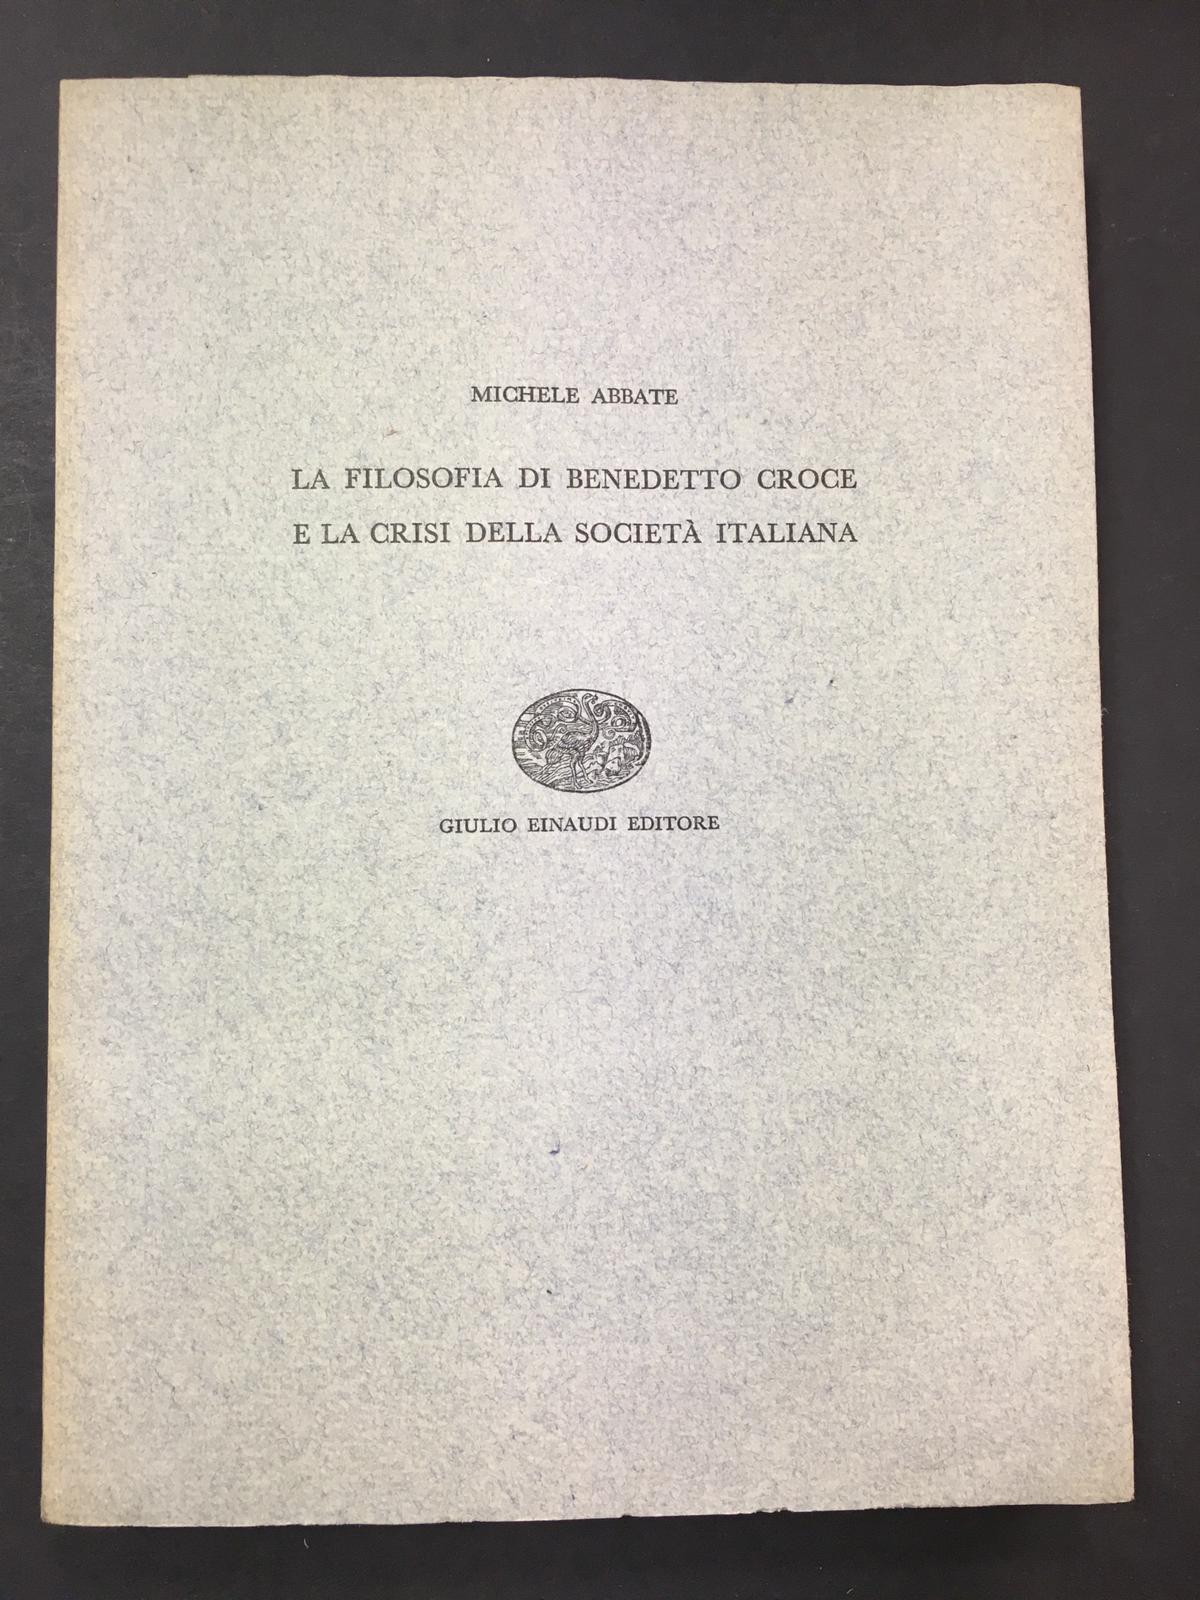 MICHELE ABBATE
LA FILOSOFIA DI BENEDETTO CROCE
E LA CRISI DELLA SOCIETÀ ITALIANA
GIULIO EINAUDI EDITORE